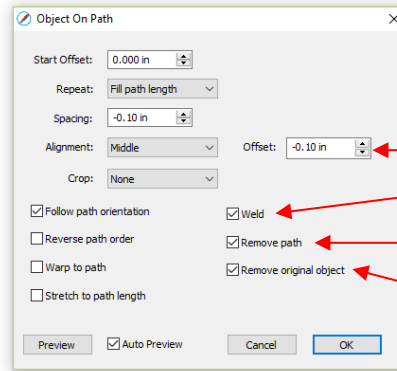 Object On Path
Start Offset: 0.000 in
Repeat: Fill path length
Spacing: -0.10 in
Alignment: Middle Offset: -0.10 in
Crop: None
Follow path orientation Weld
Reverse path order Remove path
Warp to path Remove original object
Stretch to path length
Preview Auto Preview Cancel OK